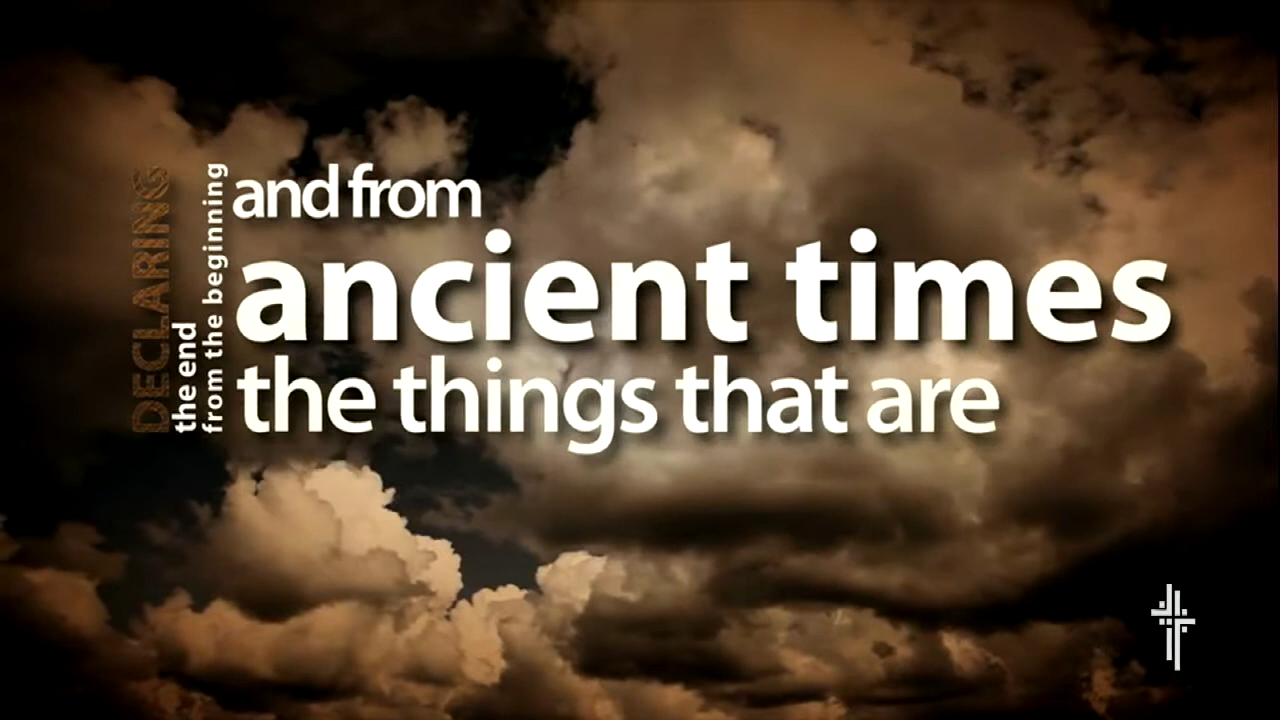 DECLARING
the end
from the beginning
and from
ancient times
the things that are